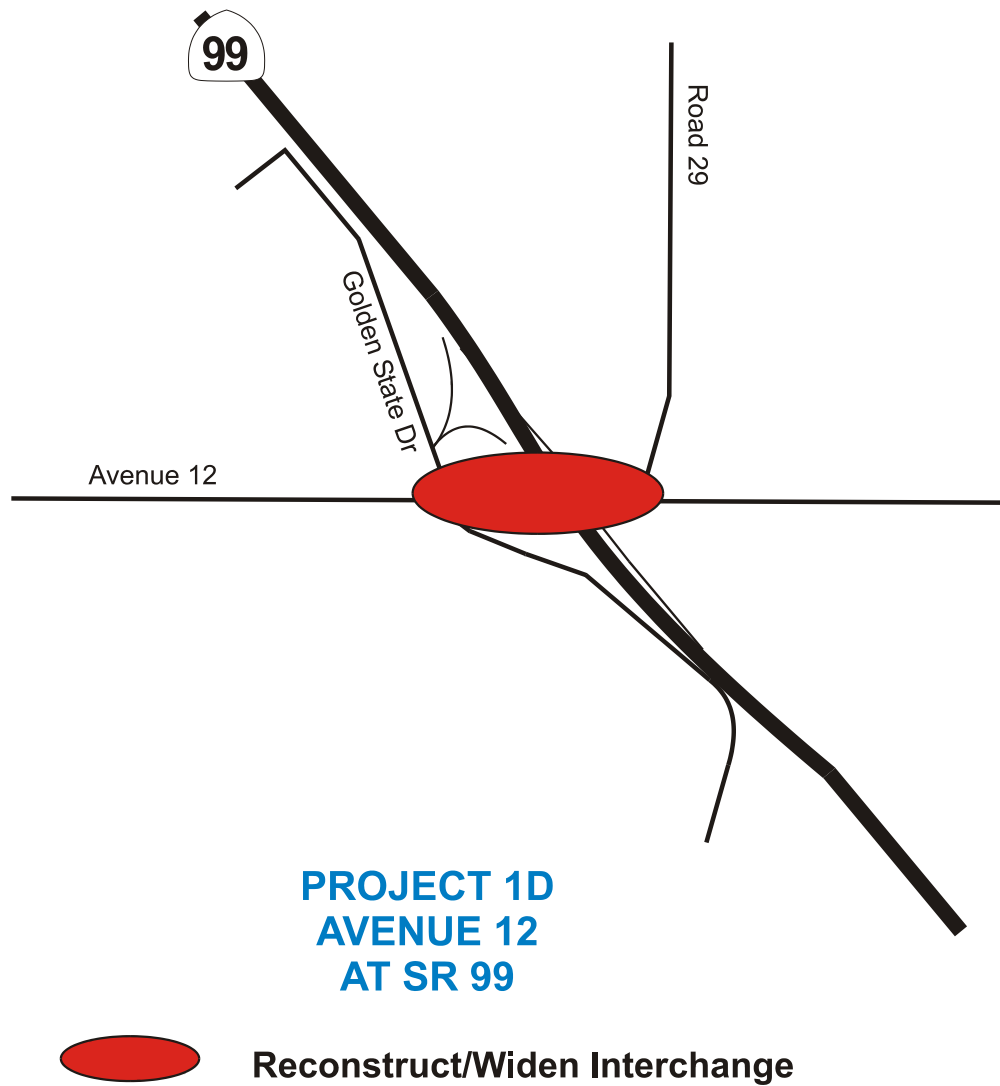 99
Road 29
Golden State Dr
Avenue 12
PROJECT 1D
AVENUE 12
AT SR 99
Reconstruct/Widen Interchange